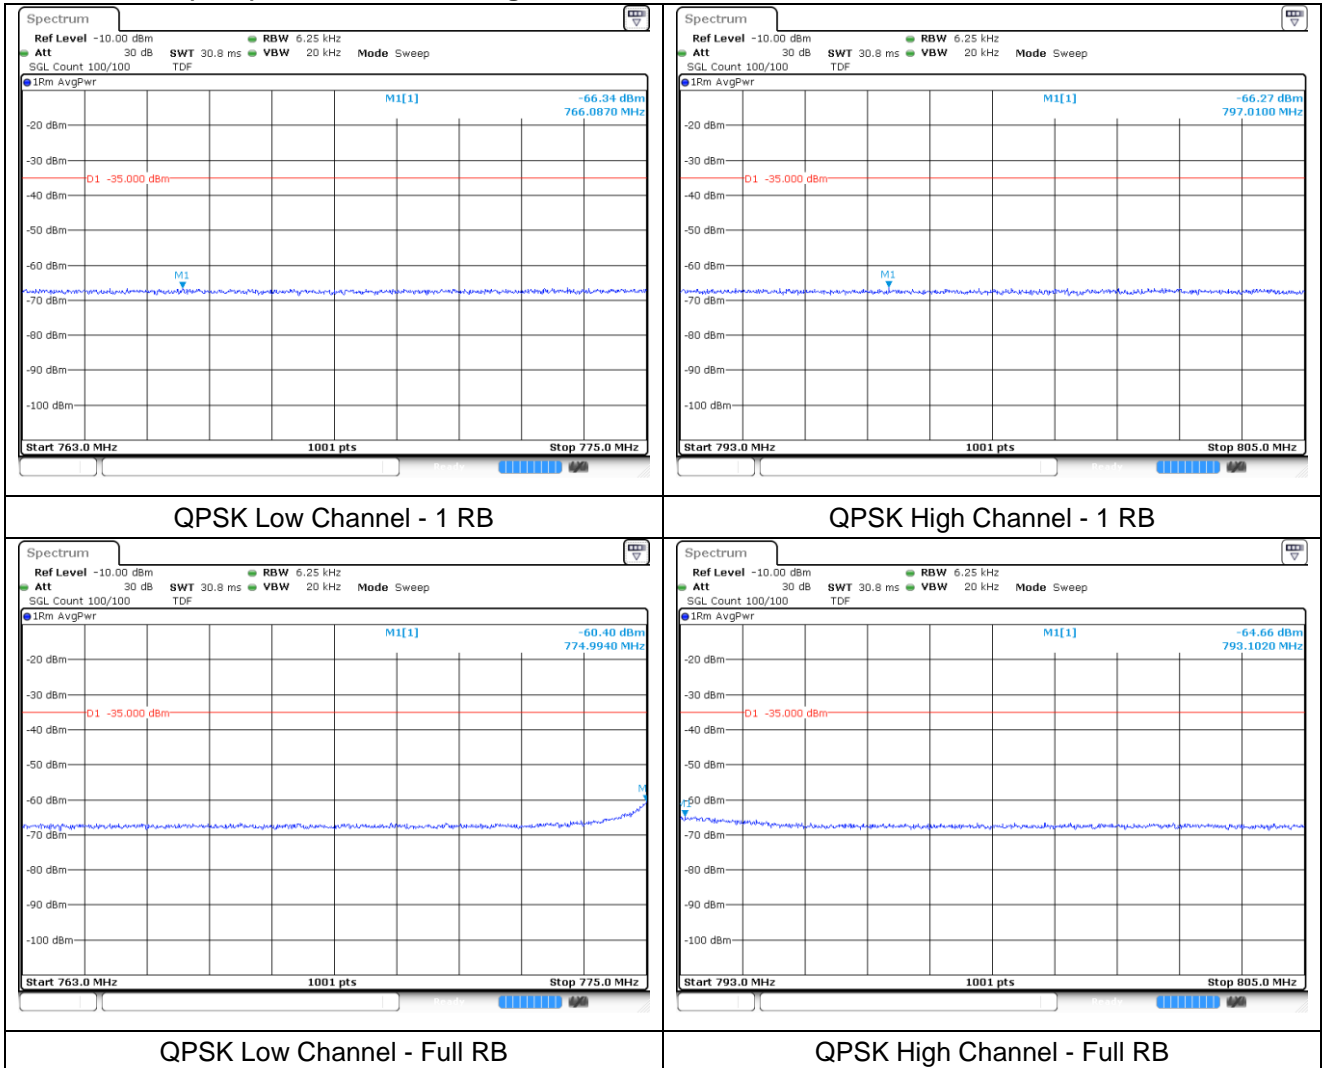 Spectrum
Ref Level -10.00 dBm RBW 6.25 kHz
Att 30 dB SWT 30.8 ms VBW 20 kHz Mode Sweep
SGL Count 100/100 TDF
1Rm AvgPwr
M1[1] -66.34 dBm
766.0870 MHz
-20 dBm
-30 dBm
D1 -35.000 dBm
-40 dBm
-50 dBm
-60 dBm
M1
-70 dBm
-80 dBm
-90 dBm
-100 dBm
Start 763.0 MHz 1001 pts Stop 775.0 MHz
QPSK Low Channel - 1 RB
Spectrum
Ref Level -10.00 dBm RBW 6.25 kHz
Att 30 dB SWT 30.8 ms VBW 20 kHz Mode Sweep
SGL Count 100/100 TDF
1Rm AvgPwr
M1[1] -66.27 dBm
797.0100 MHz
-20 dBm
-30 dBm
D1 -35.000 dBm
-40 dBm
-50 dBm
-60 dBm
M1
-70 dBm
-80 dBm
-90 dBm
-100 dBm
Start 793.0 MHz 1001 pts Stop 805.0 MHz
QPSK High Channel - 1 RB
Spectrum
Ref Level -10.00 dBm RBW 6.25 kHz
Att 30 dB SWT 30.8 ms VBW 20 kHz Mode Sweep
SGL Count 100/100 TDF
1Rm AvgPwr
M1[1] -60.40 dBm
774.9940 MHz
-20 dBm
-30 dBm
D1 -35.000 dBm
-40 dBm
-50 dBm
M
-60 dBm
-70 dBm
-80 dBm
-90 dBm
-100 dBm
Start 763.0 MHz 1001 pts Stop 775.0 MHz
QPSK Low Channel - Full RB
Spectrum
Ref Level -10.00 dBm RBW 6.25 kHz
Att 30 dB SWT 30.8 ms VBW 20 kHz Mode Sweep
SGL Count 100/100 TDF
1Rm AvgPwr
M1[1] -64.66 dBm
793.1020 MHz
-20 dBm
-30 dBm
D1 -35.000 dBm
-40 dBm
-50 dBm
-60 dBm
-70 dBm
-80 dBm
-90 dBm
-100 dBm
Start 793.0 MHz 1001 pts Stop 805.0 MHz
QPSK High Channel - Full RB